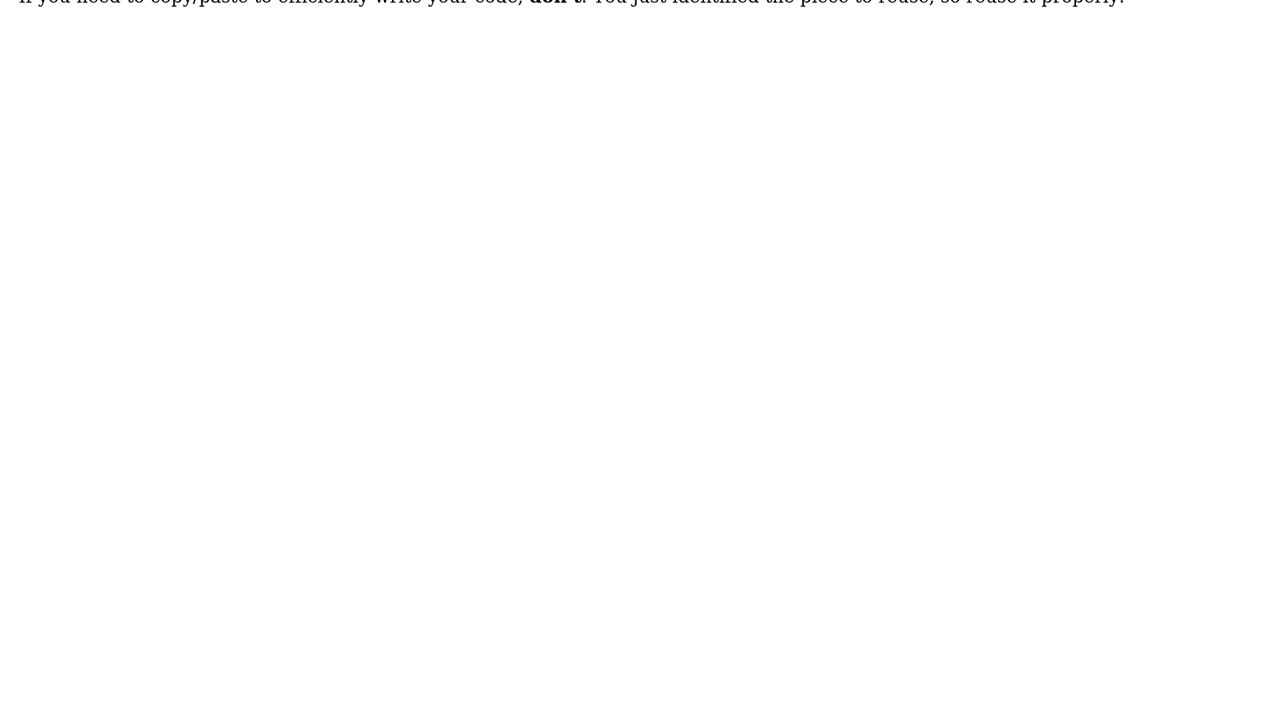 If you need to copy/paste to efficiently write your code, don't! You just identified the piece to reuse, so reuse it properly!